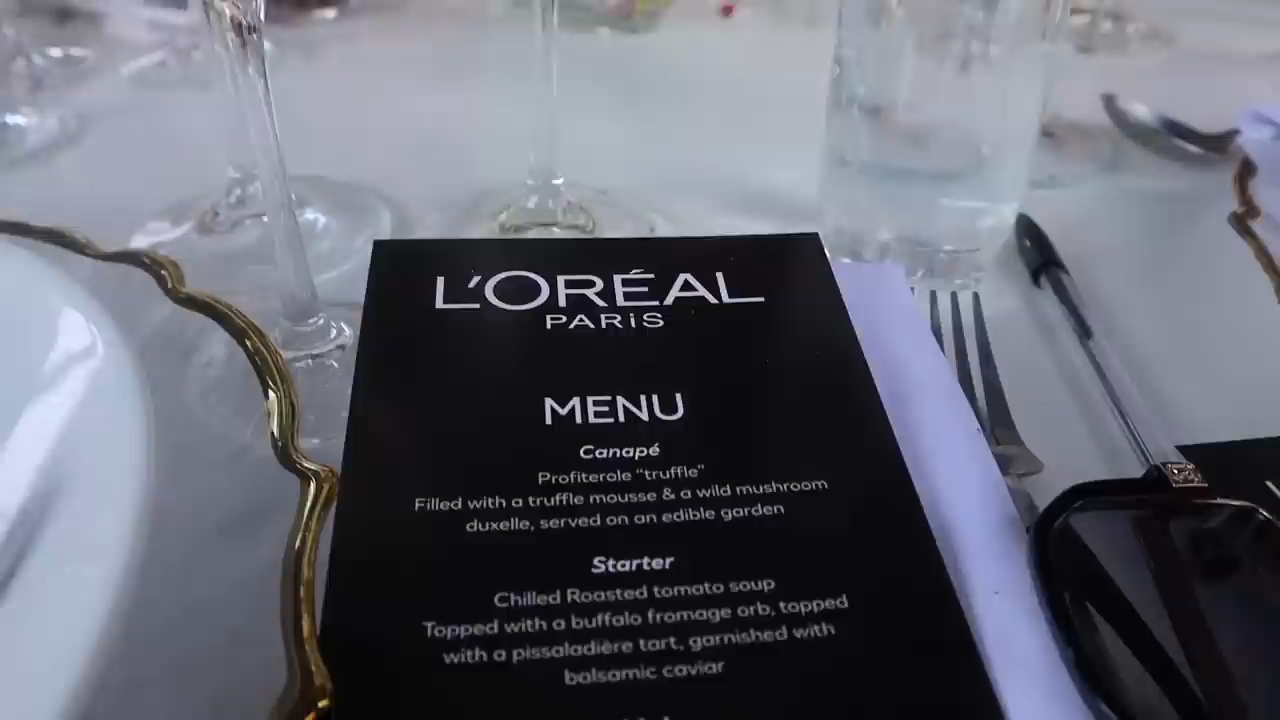 L'ORÉAL
PARiS
MENU
Canapé
Profiterole “truffle”
Filled with a truffle mousse & a wild mushroom
duxelle, served on an edible garden
Starter
Chilled Roasted tomato soup
Topped with a buffalo fromage orb, topped
with a pissaladière tart, garnished with
balsamic caviar